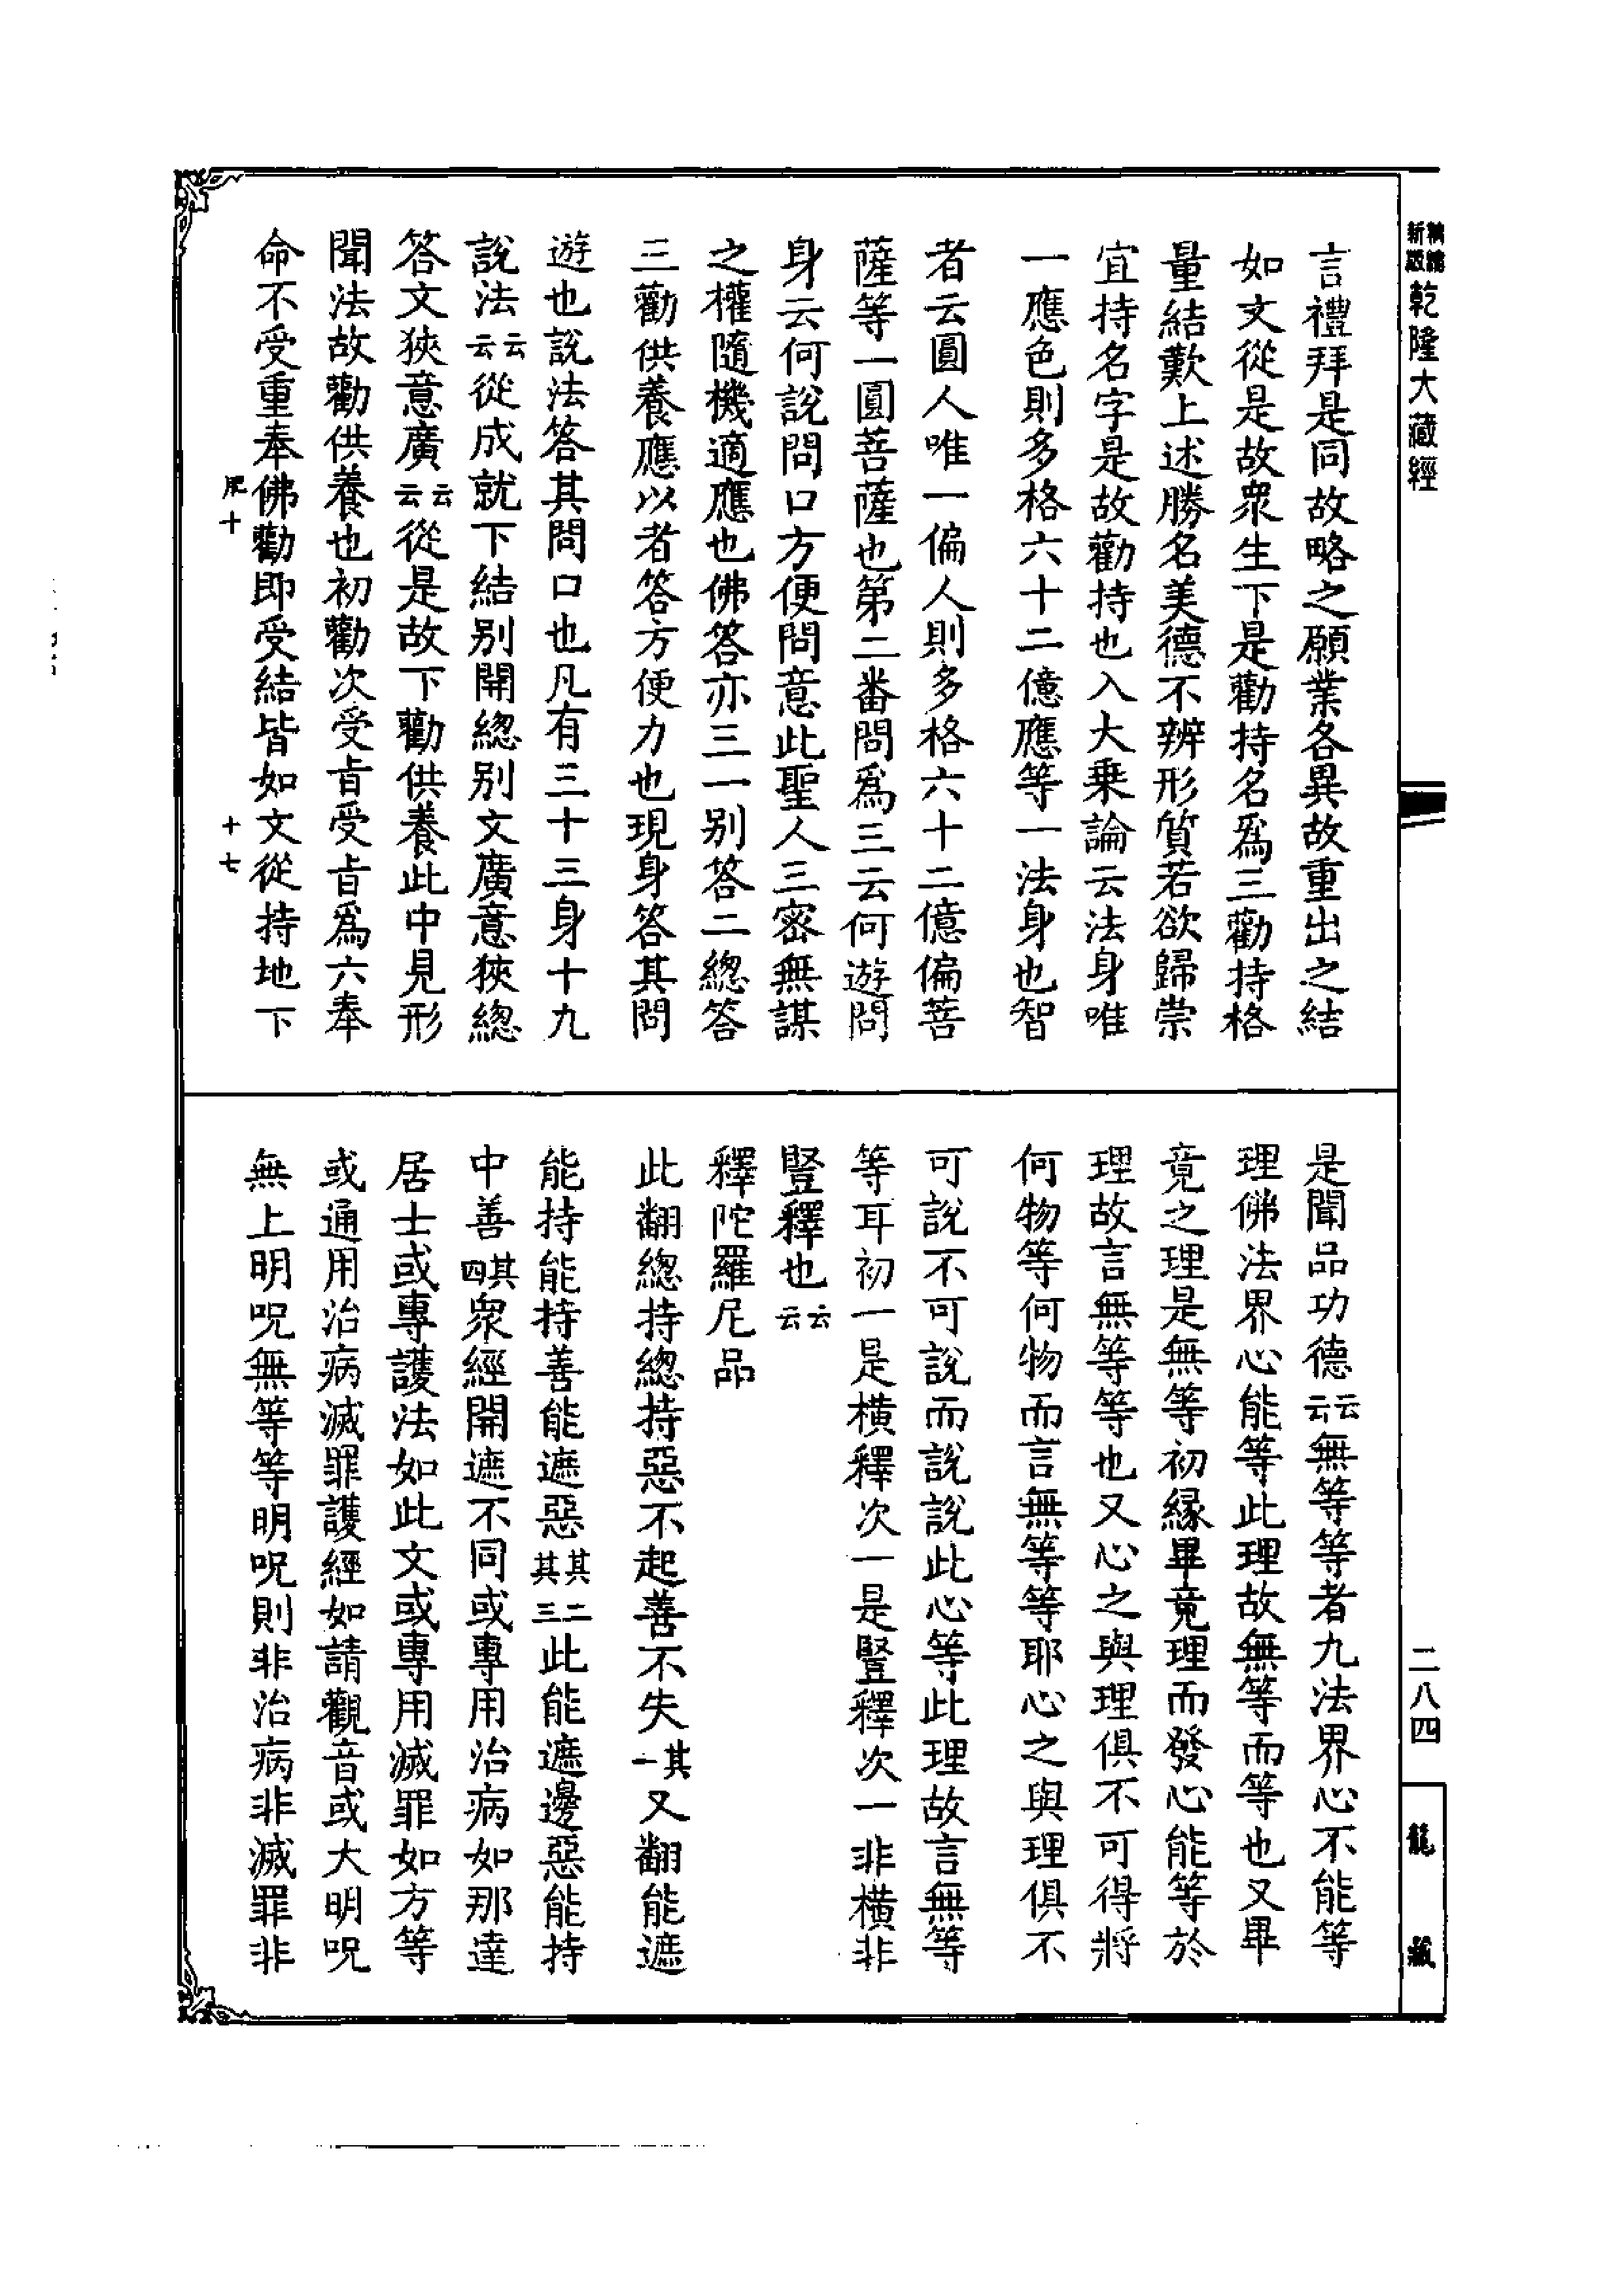 新纂縮
乾隆大藏經
二八四
龍藏
言禮拜是同故略之願業各異故重出之結
如文從是故衆生下是勸持名爲三勸持格
量結歎上述勝名美德不辨形質若欲歸崇
宜持名字是故勸持也入大乘論云法身唯
一應色則多格六十二億應等一法身也智
者云圓人唯一偏人則多格六十二億偏菩
薩等一圓菩薩也第二番問爲三云何遊問
身云何說問口方便問意此聖人三密無謀
之權隨機適應也佛答亦三一別答二總答
三勸供養應以者答方便力也現身答其問
遊也說法答其問口也凡有三十三身十九
說法云云從成就下結別開總別文廣意狹總
答文狹意廣云云從是故下勸供養此中見形
聞法故勸供養也初勸次受旨受旨爲六奉
命不受重奉佛勸即受結皆如文從持地下
肥十 十七
是聞品功德云云無等等者九法界心不能等
理佛法界心能等此理故無等而等也又畢
竟之理是無等初緣畢竟理而發心能等於
理故言無等等也又心之與理俱不可得將
何物等何物而言無等等耶心之與理俱不
可說不可說而說說此心等此理故言無等
等耳初一是橫釋次一是豎釋次一非橫非
豎釋也云云
釋陀羅尼品
此翻總持總持惡不起善不失其一又翻能遮
能持能持善能遮惡其二其三此能遮邊惡能持
中善其四衆經開遮不同或專用治病如那達
居士或專護法如此文或專用滅罪如方等
或通用治病滅罪護經如請觀音或大明呪
無上明呪無等等明呪則非治病非滅罪非